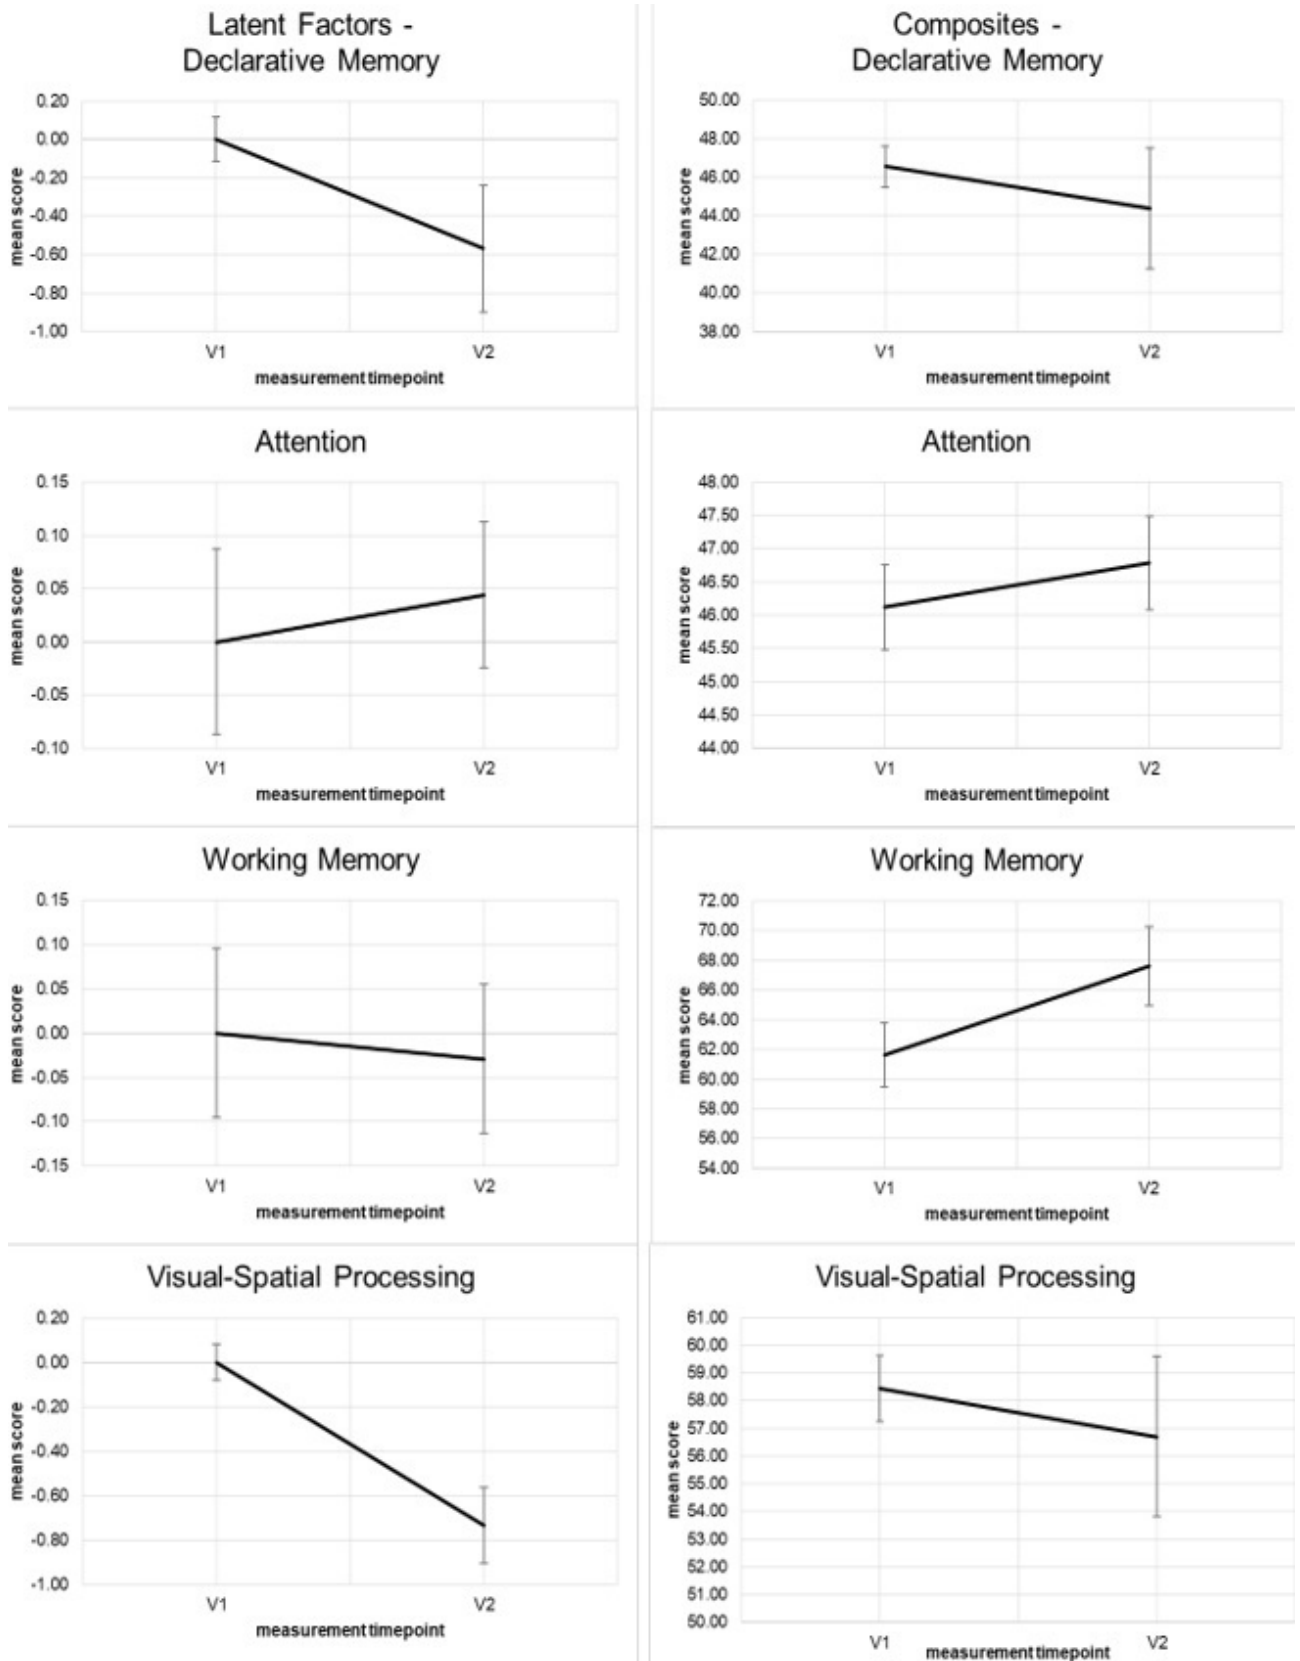 Latent Factors -
Declarative Memory
0.20
0.00
-0.20
-0.40
-0.60
-0.80
-1.00
mean score
V1
V2
measurement timepoint
Composites -
Declarative Memory
50.00
48.00
46.00
44.00
42.00
40.00
38.00
mean score
V1
V2
measurement timepoint
Attention
0.15
0.10
0.05
0.00
-0.05
-0.10
mean score
V1
V2
measurement timepoint
Attention
48.00
47.50
47.00
46.50
46.00
45.50
45.00
44.50
44.00
mean score
V1
V2
measurement timepoint
Working Memory
0.15
0.10
0.05
0.00
-0.05
-0.10
-0.15
mean score
V1
V2
measurement timepoint
Working Memory
72.00
70.00
68.00
66.00
64.00
62.00
60.00
58.00
56.00
54.00
mean score
V1
V2
measurement timepoint
Visual-Spatial Processing
0.20
0.00
-0.20
-0.40
-0.60
-0.80
-1.00
mean score
V1
V2
measurement timepoint
Visual-Spatial Processing
61.00
60.00
59.00
58.00
57.00
56.00
55.00
54.00
53.00
52.00
51.00
50.00
mean score
V1
V2
measurement timepoint